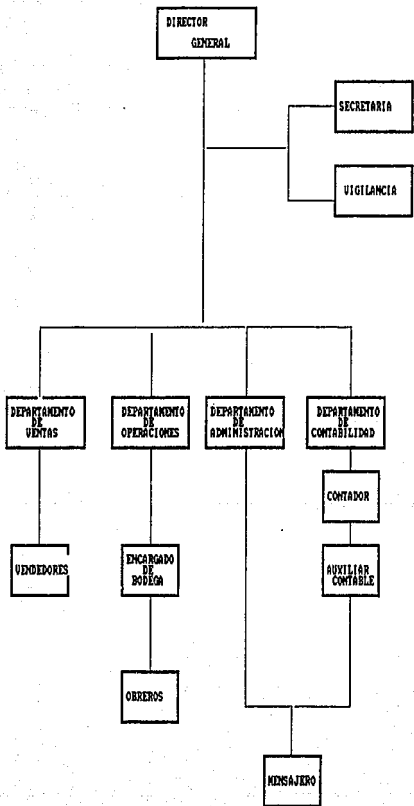 DIRECTOR
GENERAL
SECRETARIA
VIGILANCIA
DEPARTAMENTO
DE
VENTAS
DEPARTAMENTO
DE
OPERACIONES
DEPARTAMENTO
DE
ADMINISTRACION
DEPARTAMENTO
DE
CONTABILIDAD
CONTADOR
VENDEDORES
ENCARGADO
DE
BODEGA
AUXILIAR
CONTABLE
OBREROS
MENSAJERO